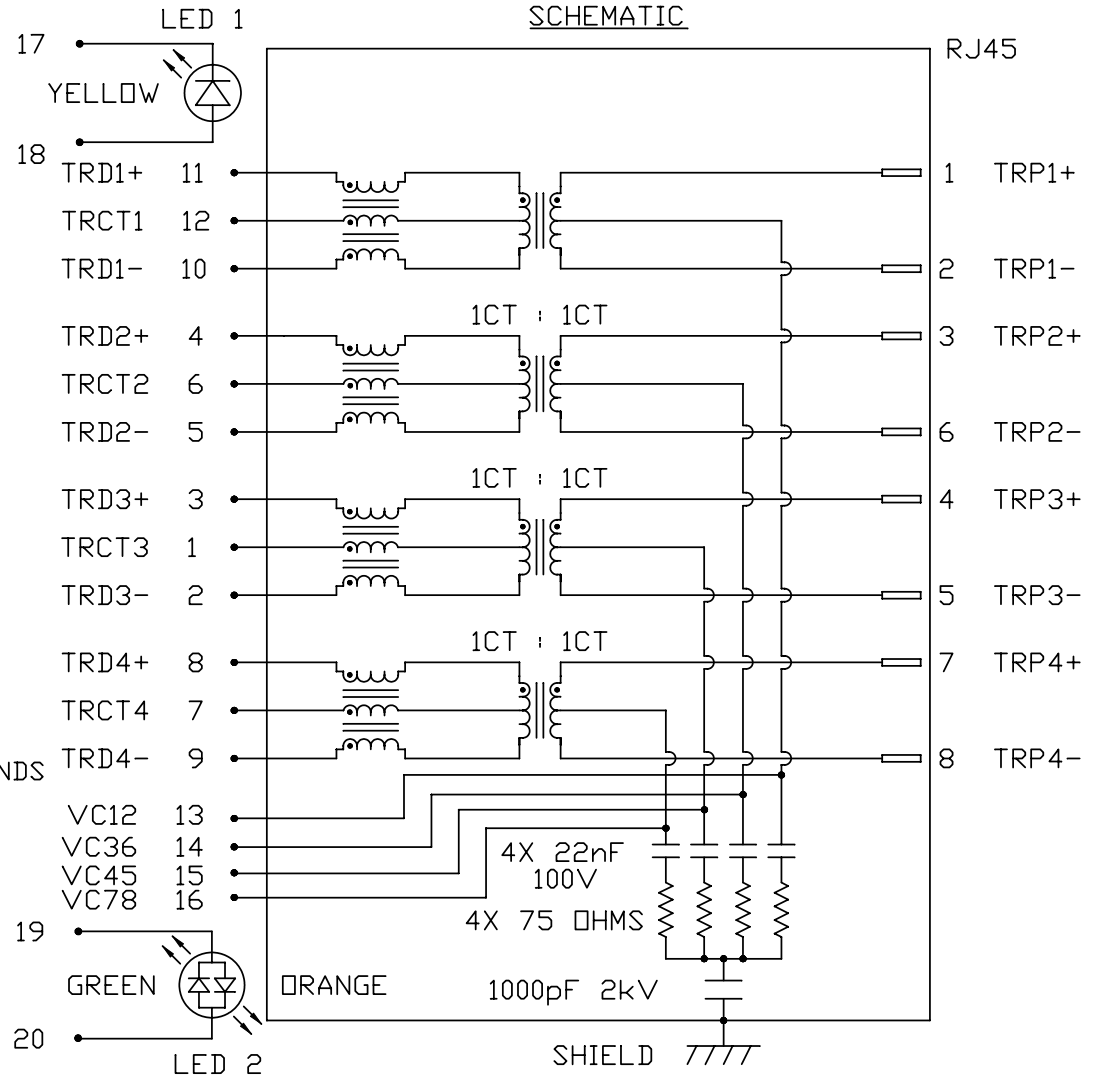 SCHEMATIC
LED 1
17
RJ45
YELLOW
18
TRD1+ 11 1 TRP1+
TRCT1 12
TRD1- 10 2 TRP1-
1CT : 1CT
TRD2+ 4 3 TRP2+
TRCT2 6
TRD2- 5 6 TRP2-
1CT : 1CT
TRD3+ 3 4 TRP3+
TRCT3 1
TRD3- 2 5 TRP3-
1CT : 1CT
TRD4+ 8 7 TRP4+
TRCT4 7
TRD4- 9 8 TRP4-
NDS
VC12 13
VC36 14
4X 22nF
VC45 15
100V
VC78 16
4X 75 OHMS
19
GREEN ORANGE
1000pF 2kV
20
LED 2
SHIELD